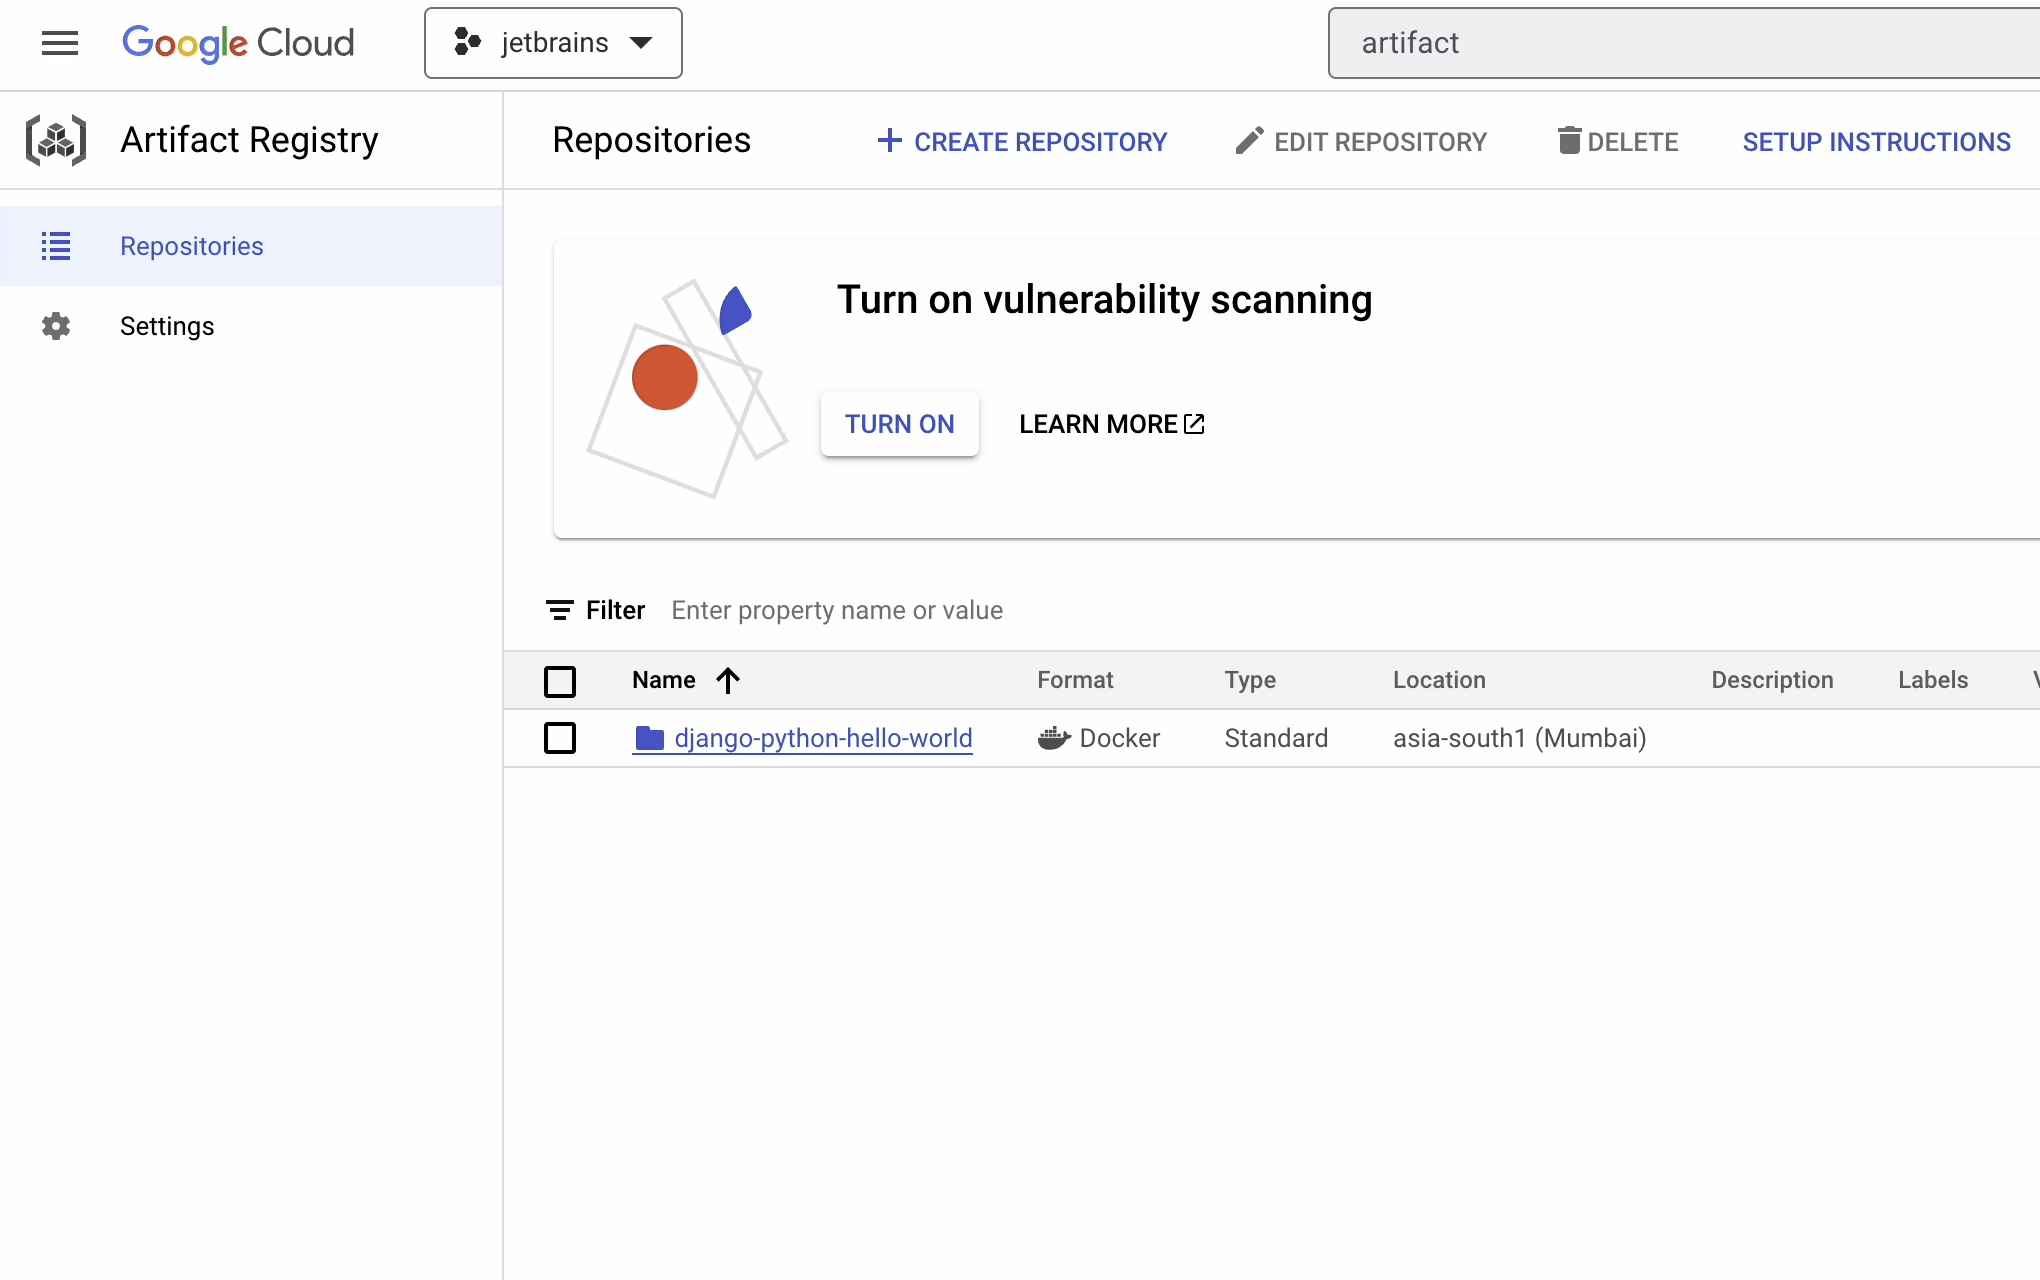 Google Cloud
jetbrains
artifact
Artifact Registry
Repositories
CREATE REPOSITORY
EDIT REPOSITORY
DELETE
SETUP INSTRUCTIONS
Repositories
Settings
Turn on vulnerability scanning
TURN ON
LEARN MORE
Filter Enter property name or value
Name Format Type Location Description Labels
django-python-hello-world Docker Standard asia-south1 (Mumbai)